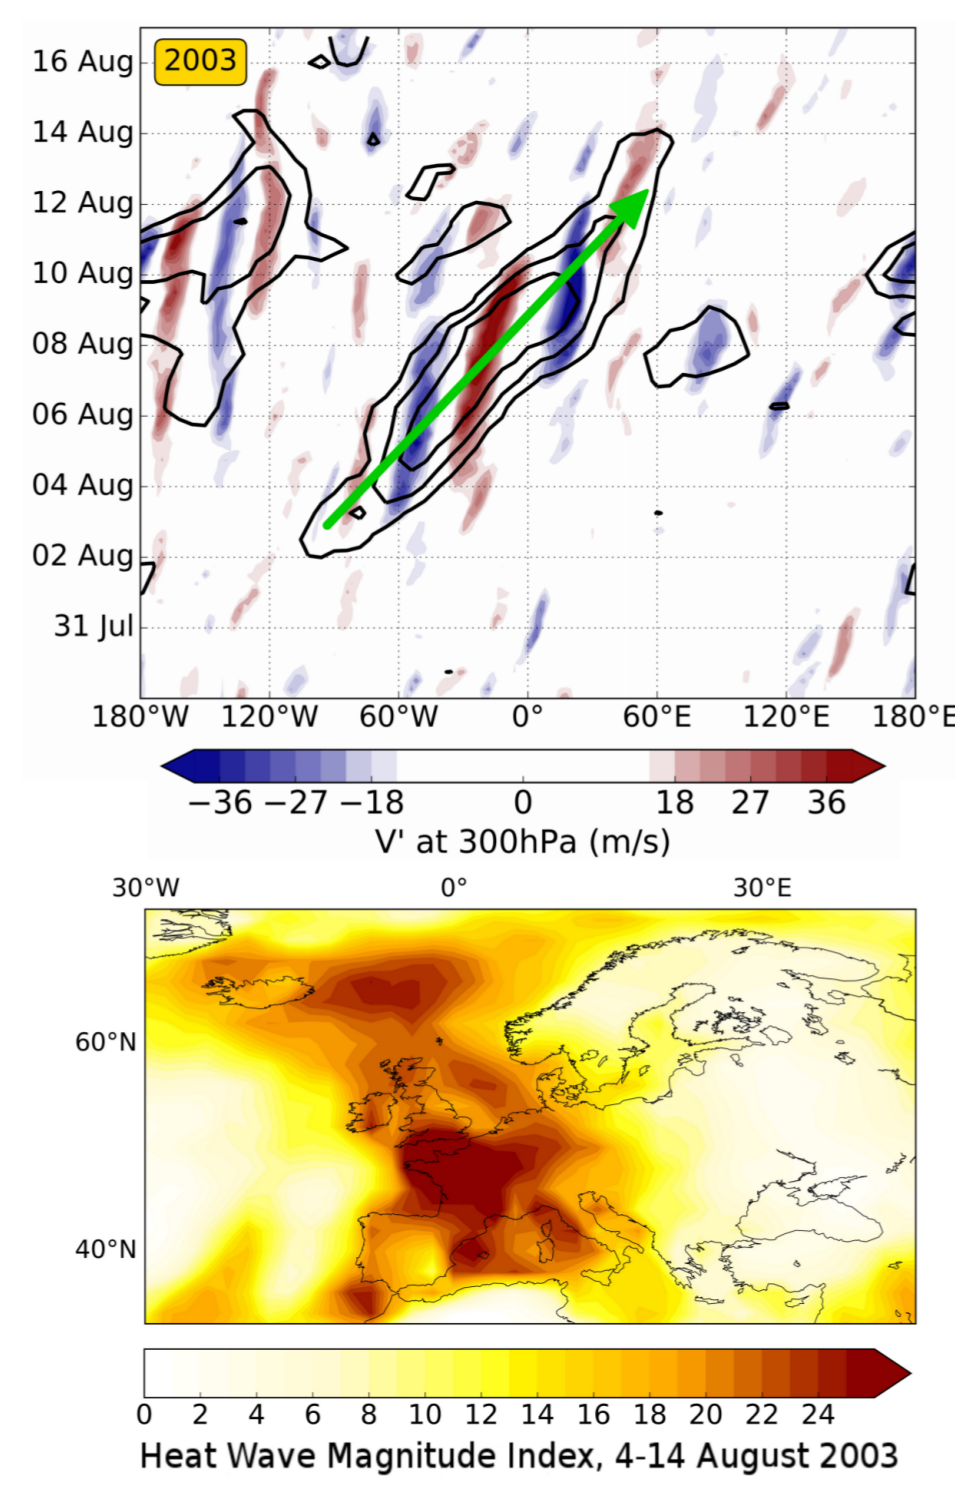 2003
16 Aug
14 Aug
12 Aug
10 Aug
08 Aug
06 Aug
04 Aug
02 Aug
31 Jul
180°W 120°W 60°W 0° 60°E 120°E 180°E
−36 −27 −18 0 18 27 36
V' at 300hPa (m/s)
30°W 0° 30°E
60°N
40°N
0 2 4 6 8 10 12 14 16 18 20 22 24
Heat Wave Magnitude Index, 4-14 August 2003